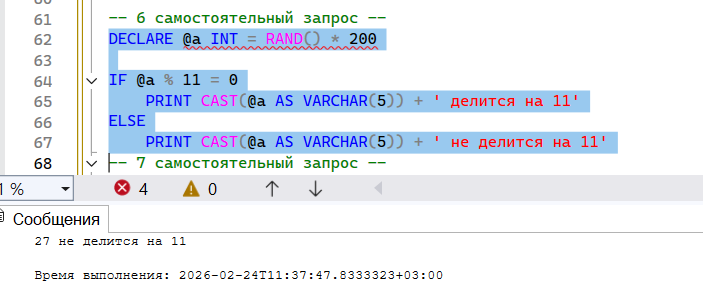 61 -- 6 самостоятельный запрос --
62 DECLARE @a INT = RAND() * 200
63
64 IF @a % 11 = 0
65 PRINT CAST(@a AS VARCHAR(5)) + ' делится на 11'
66 ELSE
67 PRINT CAST(@a AS VARCHAR(5)) + ' не делится на 11'
68 -- 7 самостоятельный запрос --
1 % 4 0
Сообщения
27 не делится на 11
Время выполнения: 2026-02-24T11:37:47.8333323+03:00